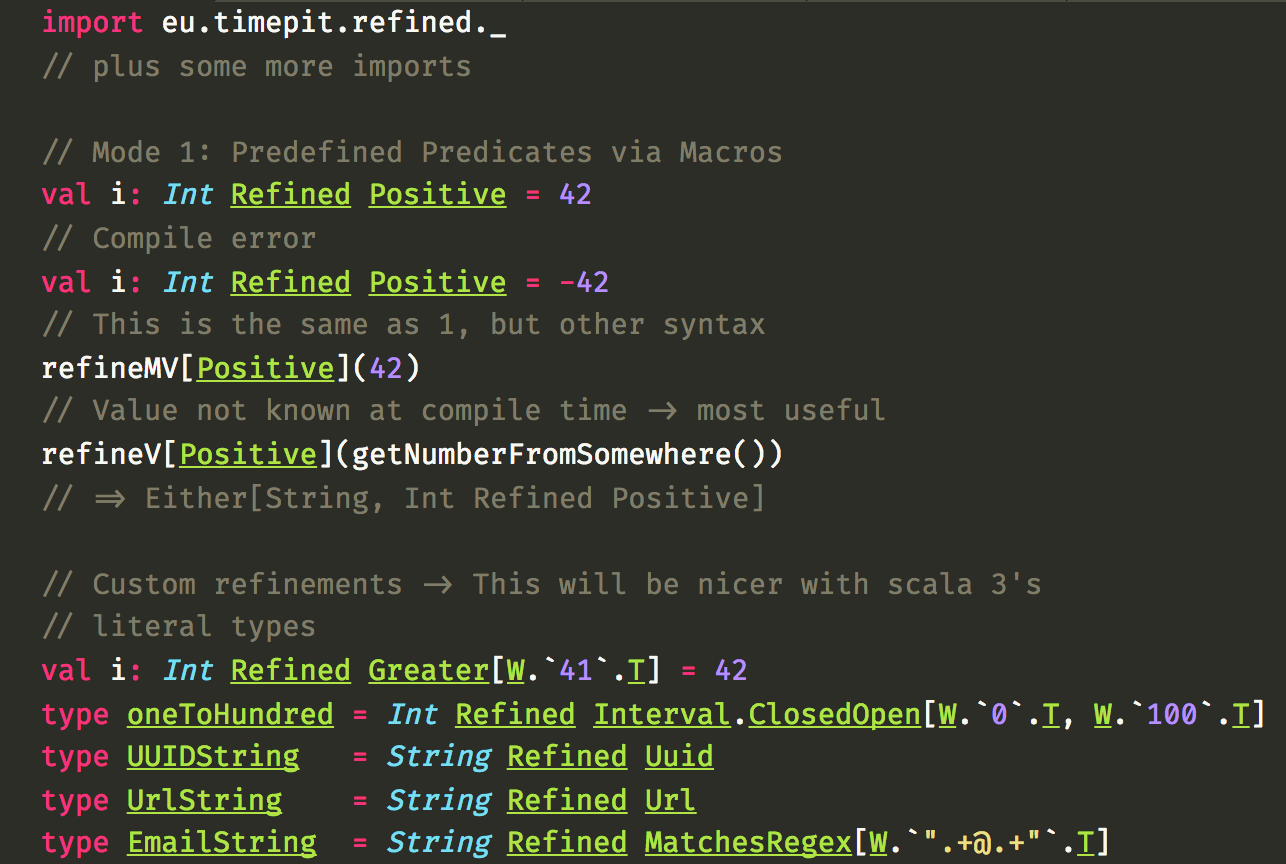 import eu.timepit.refined._
// plus some more imports
// Mode 1: Predefined Predicates via Macros
val i: Int Refined Positive = 42
// Compile error
val i: Int Refined Positive = -42
// This is the same as 1, but other syntax
refineMV[Positive](42)
// Value not known at compile time -> most useful
refineV[Positive](getNumberFromSomewhere())
// => Either[String, Int Refined Positive]
// Custom refinements -> This will be nicer with scala 3's
// literal types
val i: Int Refined Greater[W.`41`.T] = 42
type oneToHundred = Int Refined Interval.ClosedOpen[W.`0`.T, W.`100`.T]
type UUIDString   = String Refined Uuid
type UrlString    = String Refined Url
type EmailString  = String Refined MatchesRegex[W.`".+@.+"`.T]